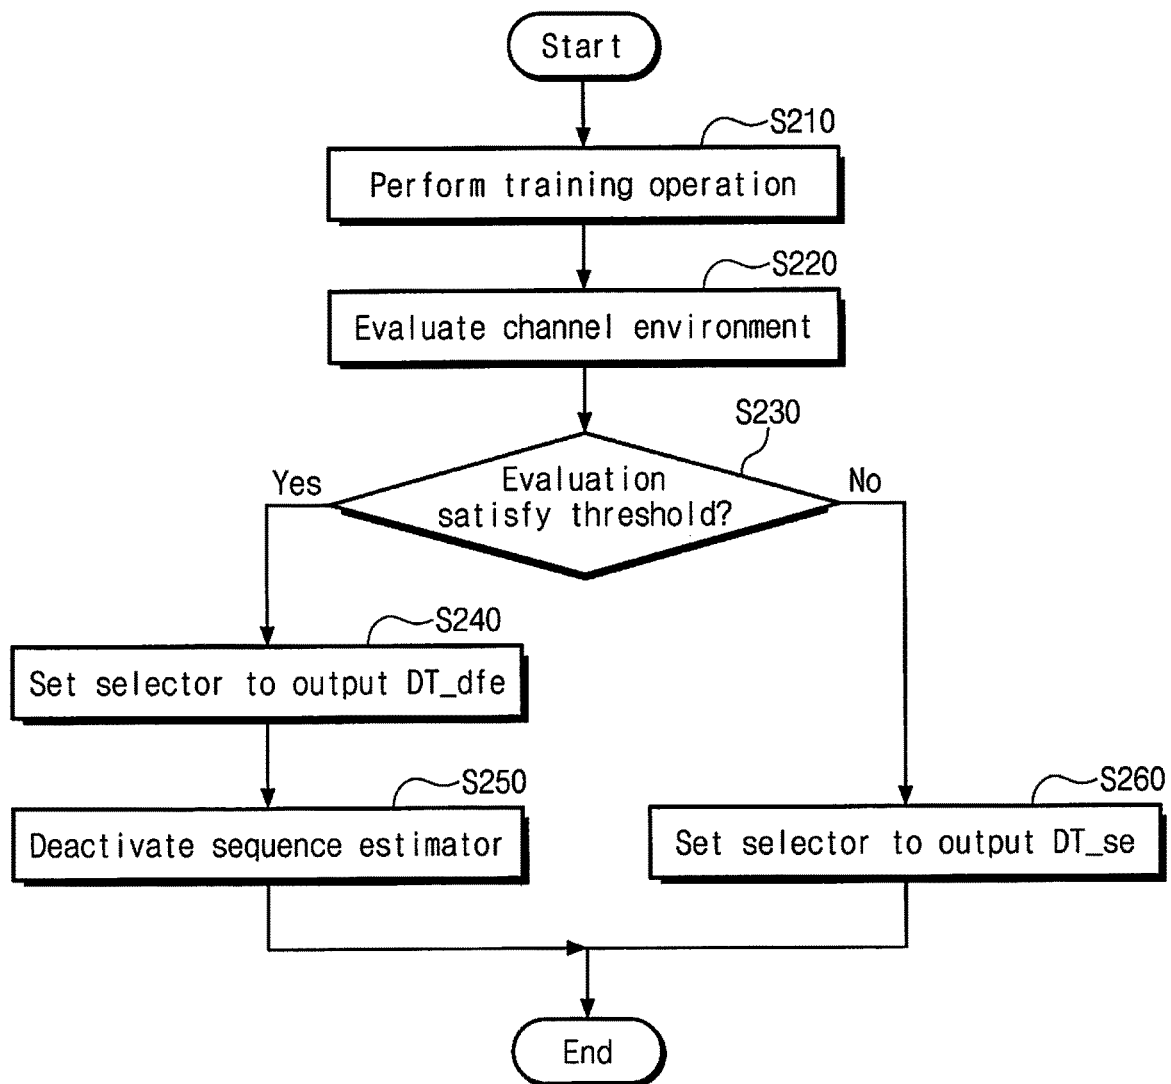 Start
S210
Perform training operation
S220
Evaluate channel environment
S230
Yes
Evaluation
satisfy threshold?
No
S240
Set selector to output DT_dfe
S250
Deactivate sequence estimator
S260
Set selector to output DT_se
End